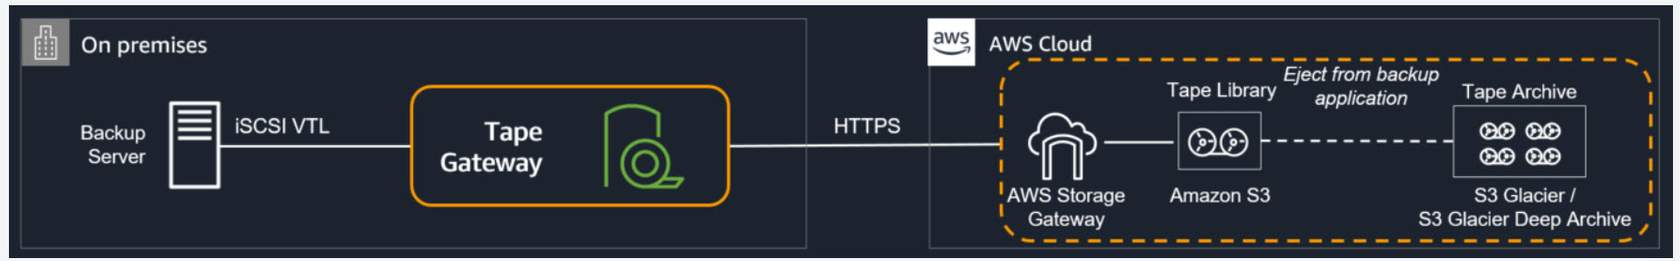 On premises
Backup
Server
iSCSI VTL
Tape
Gateway
HTTPS
aws
AWS Cloud
AWS Storage
Gateway
Tape Library
Amazon S3
Eject from backup
application
Tape Archive
S3 Glacier /
S3 Glacier Deep Archive